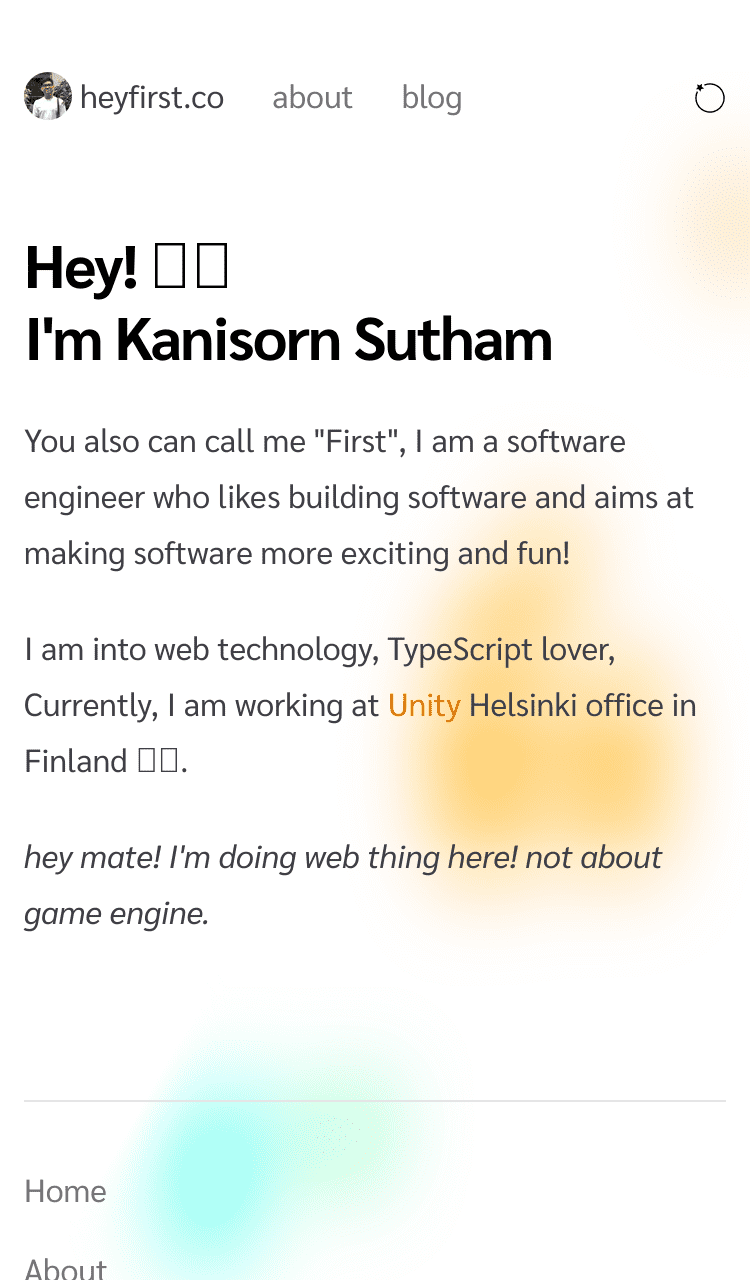 heyfirst.co about blog
Hey!
I'm Kanisorn Sutham
You also can call me "First", I am a software
engineer who likes building software and aims at
making software more exciting and fun!
I am into web technology, TypeScript lover,
Currently, I am working at Unity Helsinki office in
Finland .
hey mate! I'm doing web thing here! not about
game engine.
Home
About